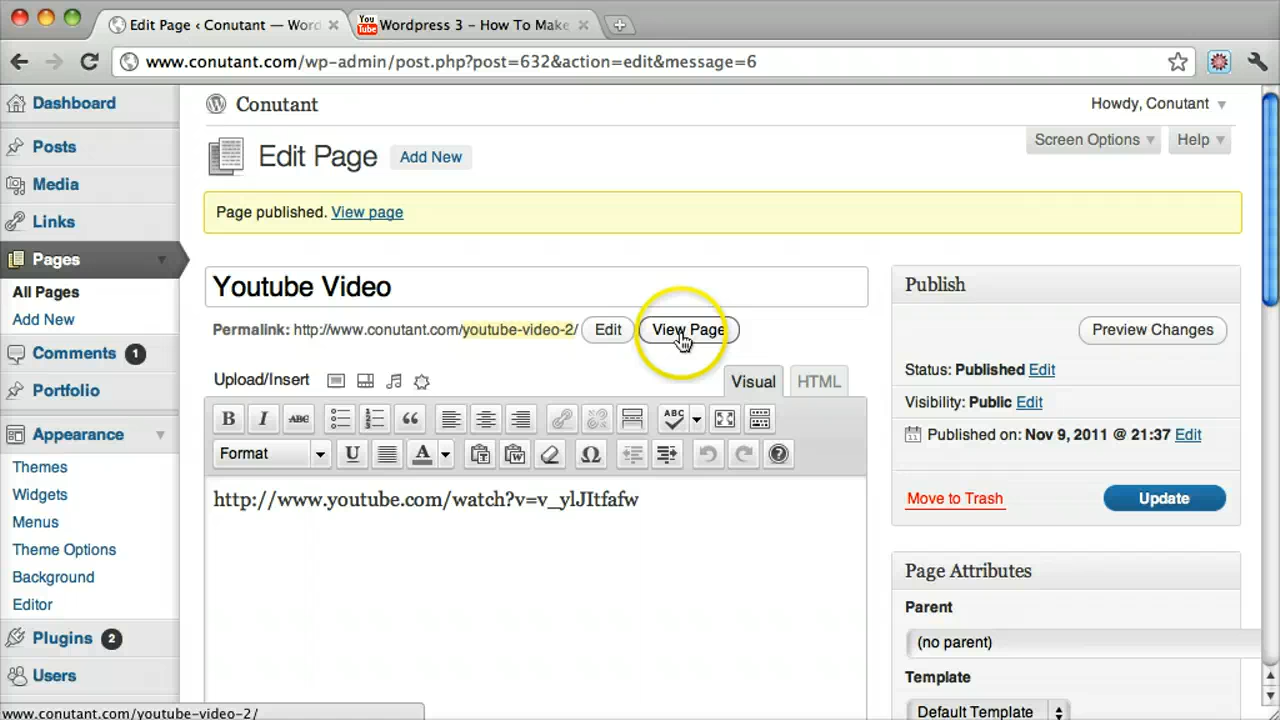 Edit Page ‹ Conutant — Word
You Tube Wordpress 3 – How To Make
www.conutant.com/wp-admin/post.php?post=632&action=edit&message=6
Dashboard
Posts
Media
Links
Pages
All Pages
Add New
Comments 1
Portfolio
Appearance
Themes
Widgets
Menus
Theme Options
Background
Editor
Plugins 2
Users
Conutant
Howdy, Conutant
Screen Options
Help
Edit Page Add New
Page published. View page
Youtube Video
Permalink: http://www.conutant.com/youtube-video-2/ Edit View Page
Upload/Insert
Visual HTML
B I ABC ABC
Format U A Ω ?
http://www.youtube.com/watch?v=v_ylJItfafw
Publish
Preview Changes
Status: Published Edit
Visibility: Public Edit
Published on: Nov 9, 2011 @ 21:37 Edit
Move to Trash Update
Page Attributes
Parent
(no parent)
Template
Default Template
www.conutant.com/youtube-video-2/